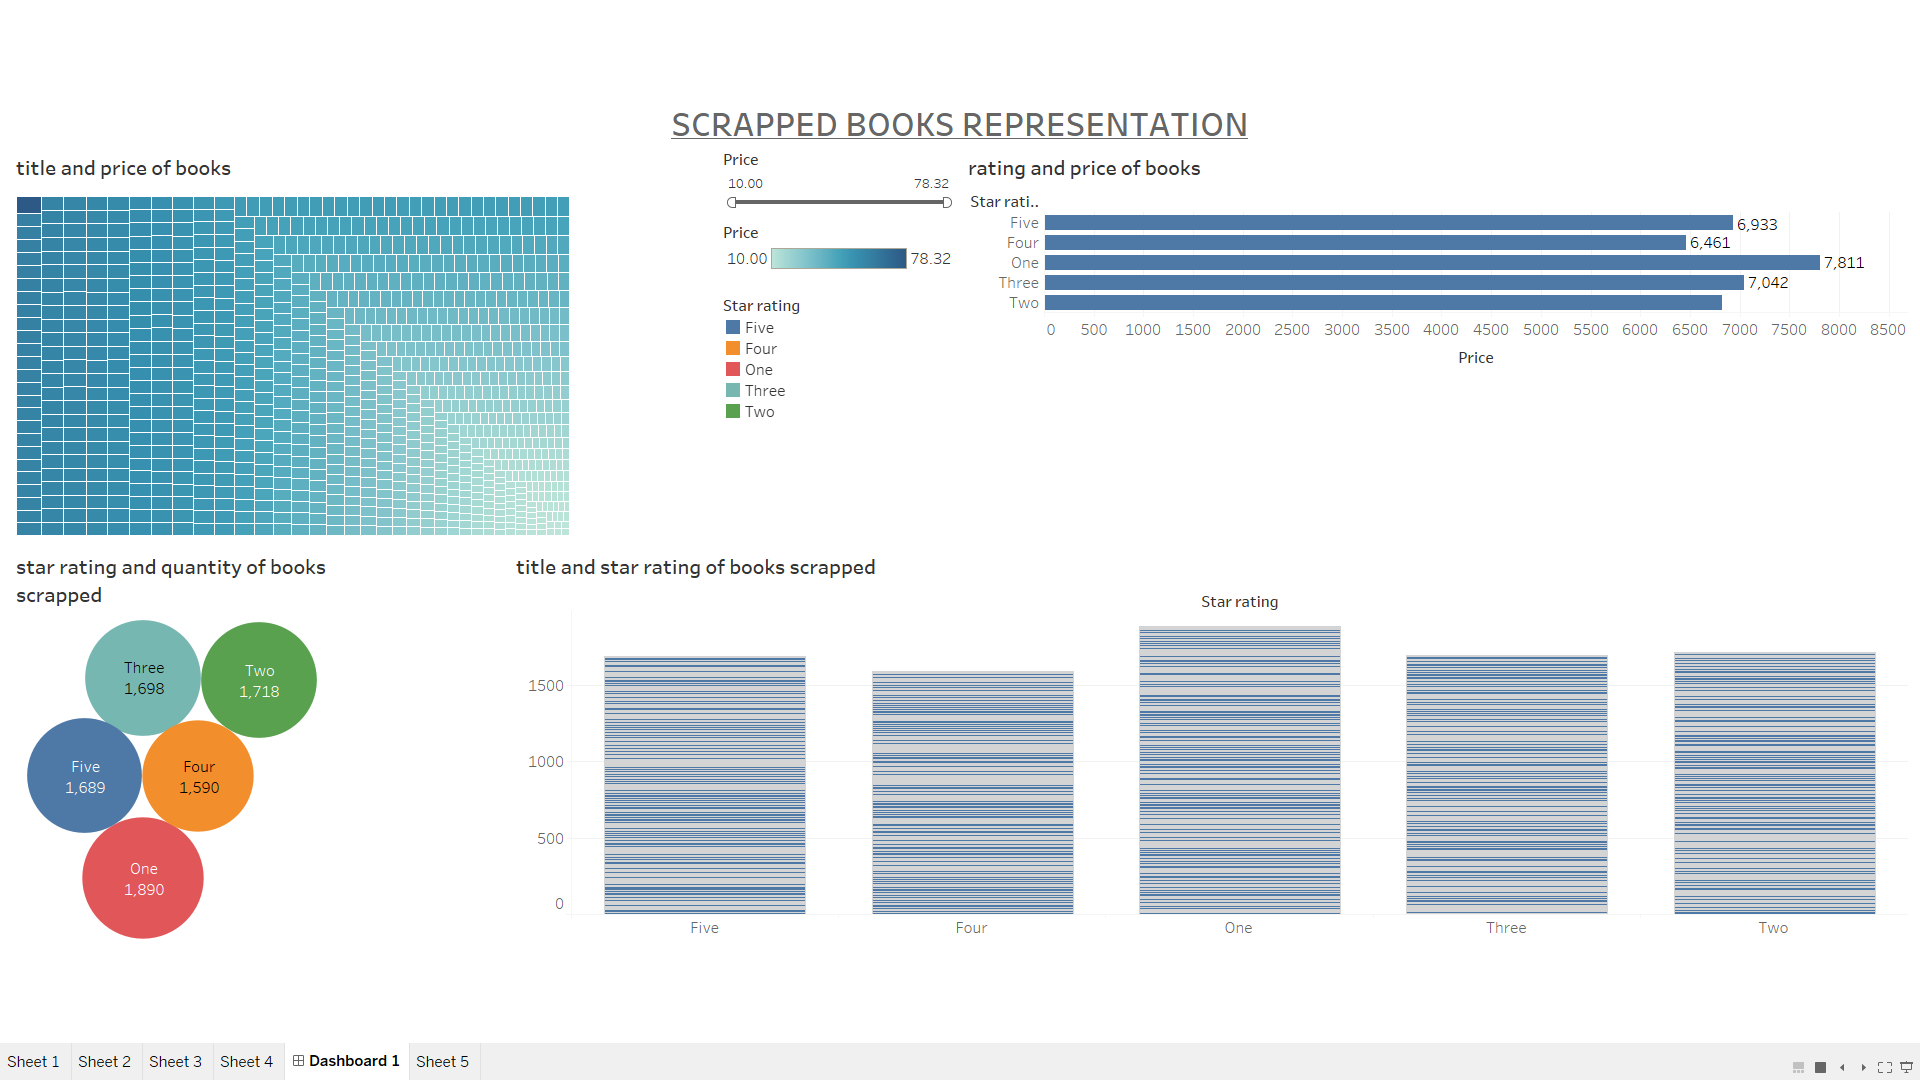 SCRAPPED BOOKS REPRESENTATION
title and price of books
Price
10.00 78.32
Price
10.00 78.32
Star rating
Five
Four
One
Three
Two
rating and price of books
Star rati..
Five 6,933
Four 6,461
One 7,811
Three 7,042
Two
0 500 1000 1500 2000 2500 3000 3500 4000 4500 5000 5500 6000 6500 7000 7500 8000 8500
Price
star rating and quantity of books
scrapped
Three
1,698
Two
1,718
Five
1,689
Four
1,590
One
1,890
title and star rating of books scrapped
Star rating
1500
1000
500
0
Five Four One Three Two
Sheet 1 Sheet 2 Sheet 3 Sheet 4 Dashboard 1 Sheet 5